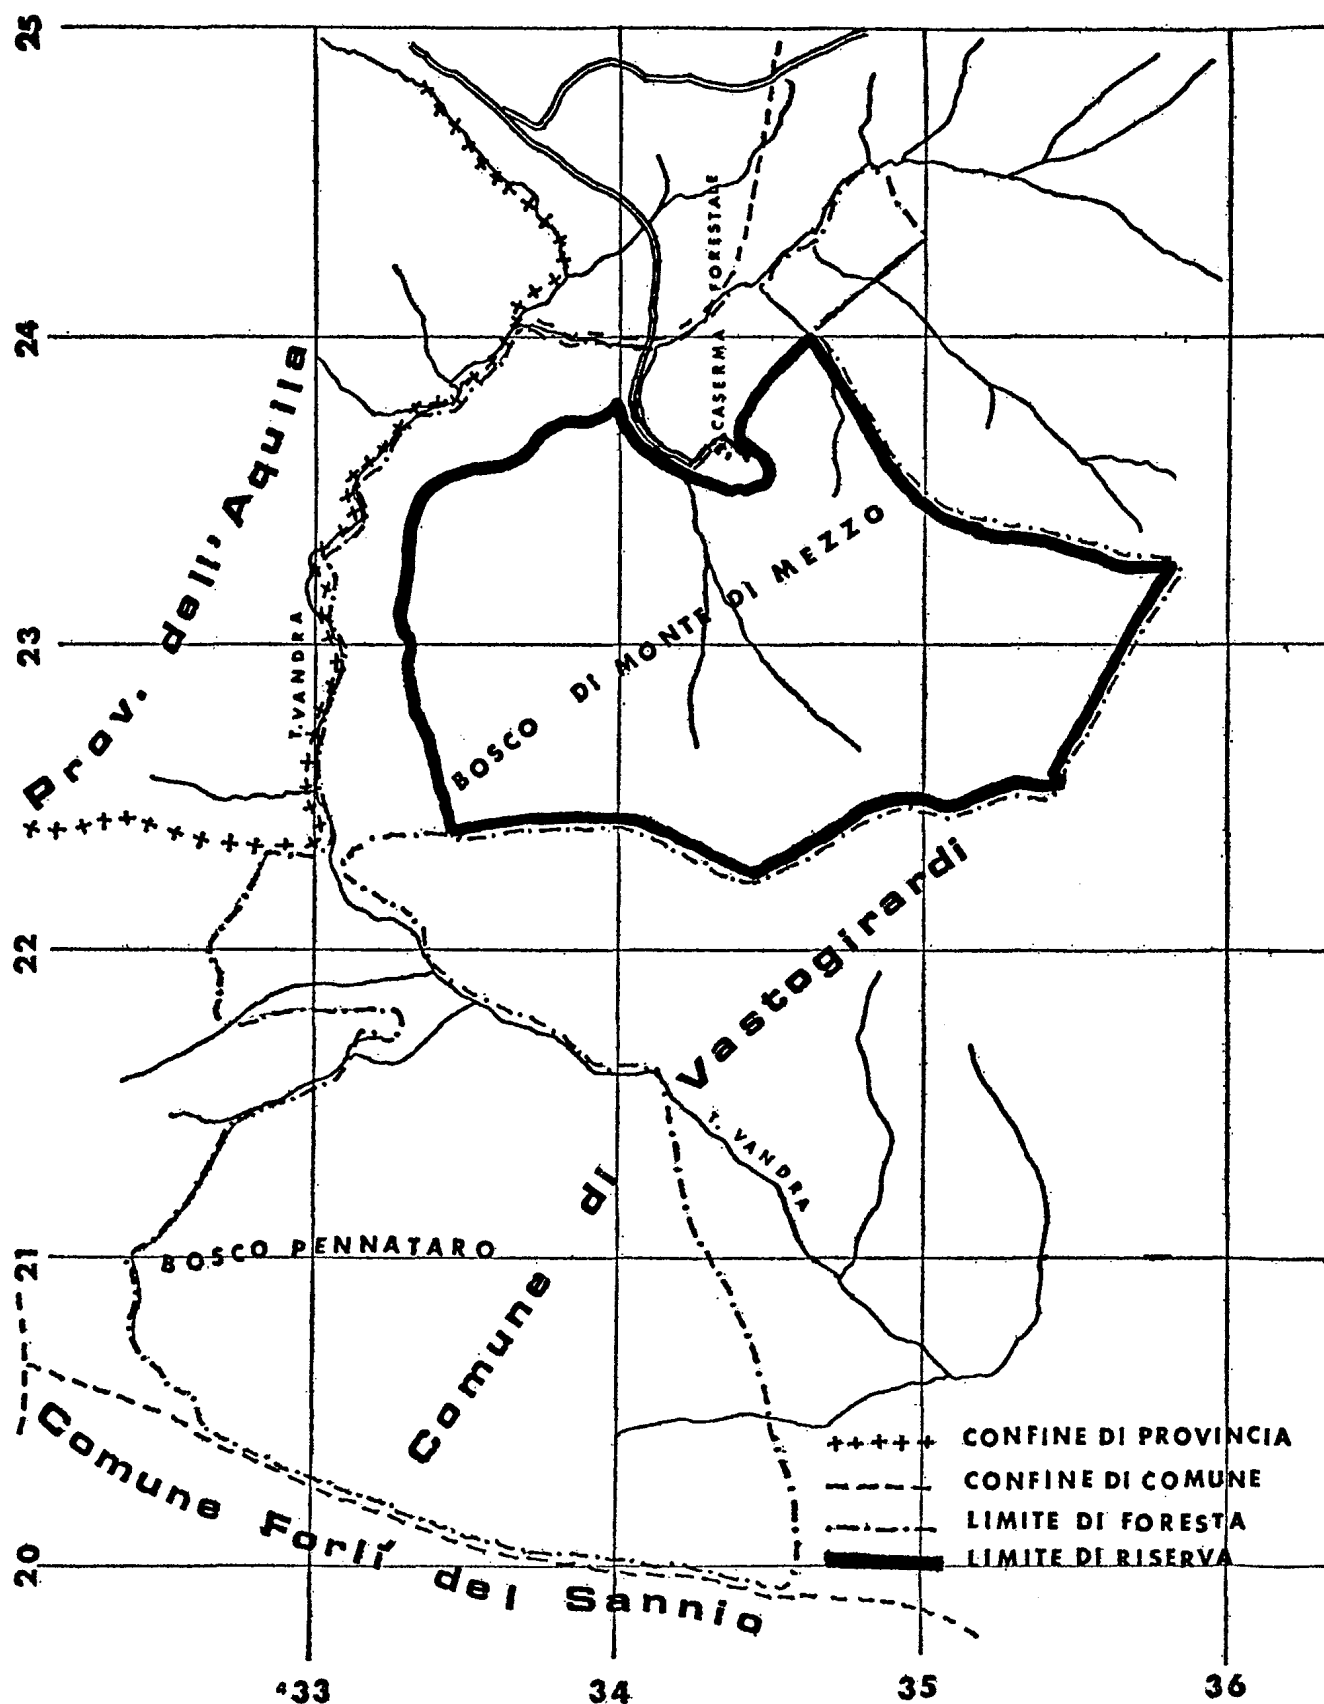 25
24
23
22
21
20
FORESTALE
CASERMA
Prov. dell'Aquila
T. VANDRA
BOSCO DI MONTE DI MEZZO
Comune di Vastogirardi
T. VANDRA
BOSCO PENNATARO
Comune Forlí del Sannio
CONFINE DI PROVINCIA
CONFINE DI COMUNE
LIMITE DI FORESTA
LIMITE DI RISERVA
⁴33
34
35
36